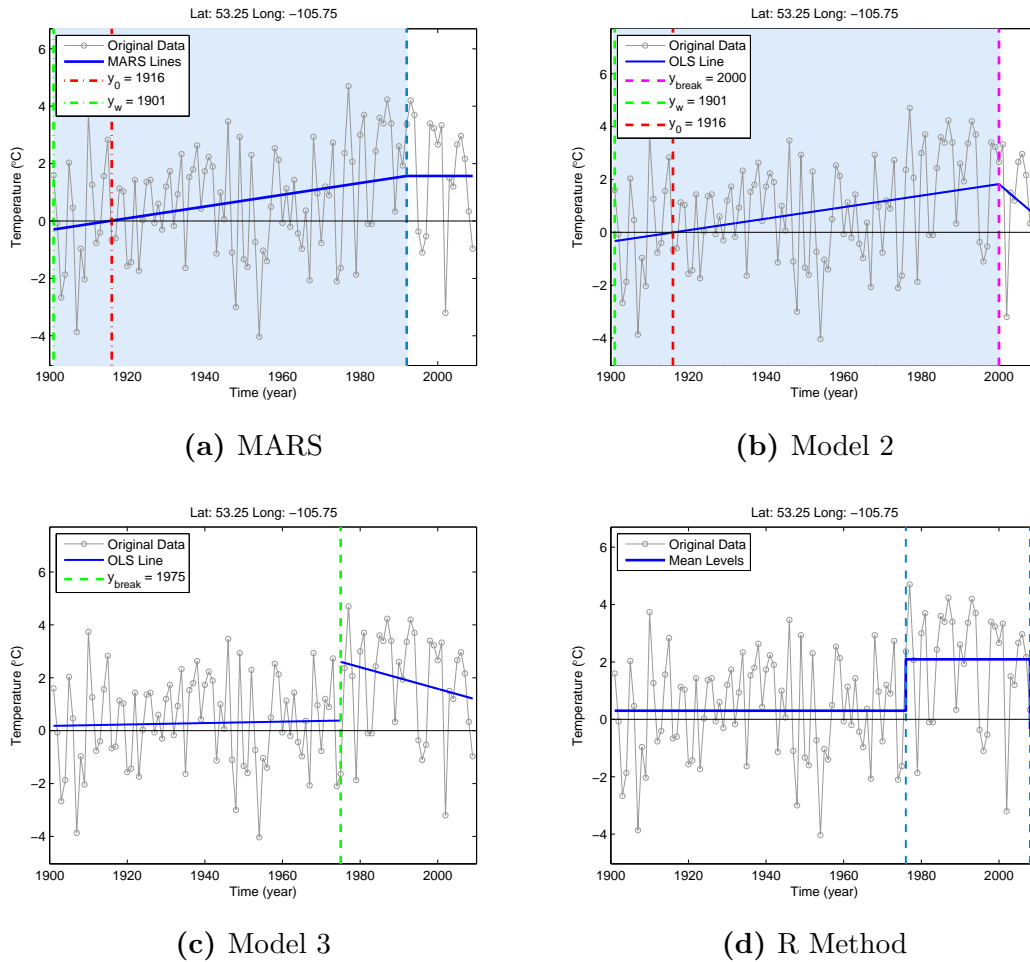 Lat: 53.25 Long: −105.75
Original Data
MARS Lines
y0 = 1916
yw = 1901
Temperature (°C)
6
4
2
0
−2
−4
1900
1920
1940
1960
1980
2000
Time (year)
(a) MARS
Lat: 53.25 Long: −105.75
Original Data
OLS Line
ybreak = 2000
yw = 1901
y0 = 1916
Temperature (°C)
6
4
2
0
−2
−4
1900
1920
1940
1960
1980
2000
Time (year)
(b) Model 2
Lat: 53.25 Long: −105.75
Original Data
OLS Line
ybreak = 1975
Temperature (°C)
6
4
2
0
−2
−4
1900
1920
1940
1960
1980
2000
Time (year)
(c) Model 3
Lat: 53.25 Long: −105.75
Original Data
Mean Levels
Temperature (°C)
6
4
2
0
−2
−4
1900
1920
1940
1960
1980
2000
Time (year)
(d) R Method